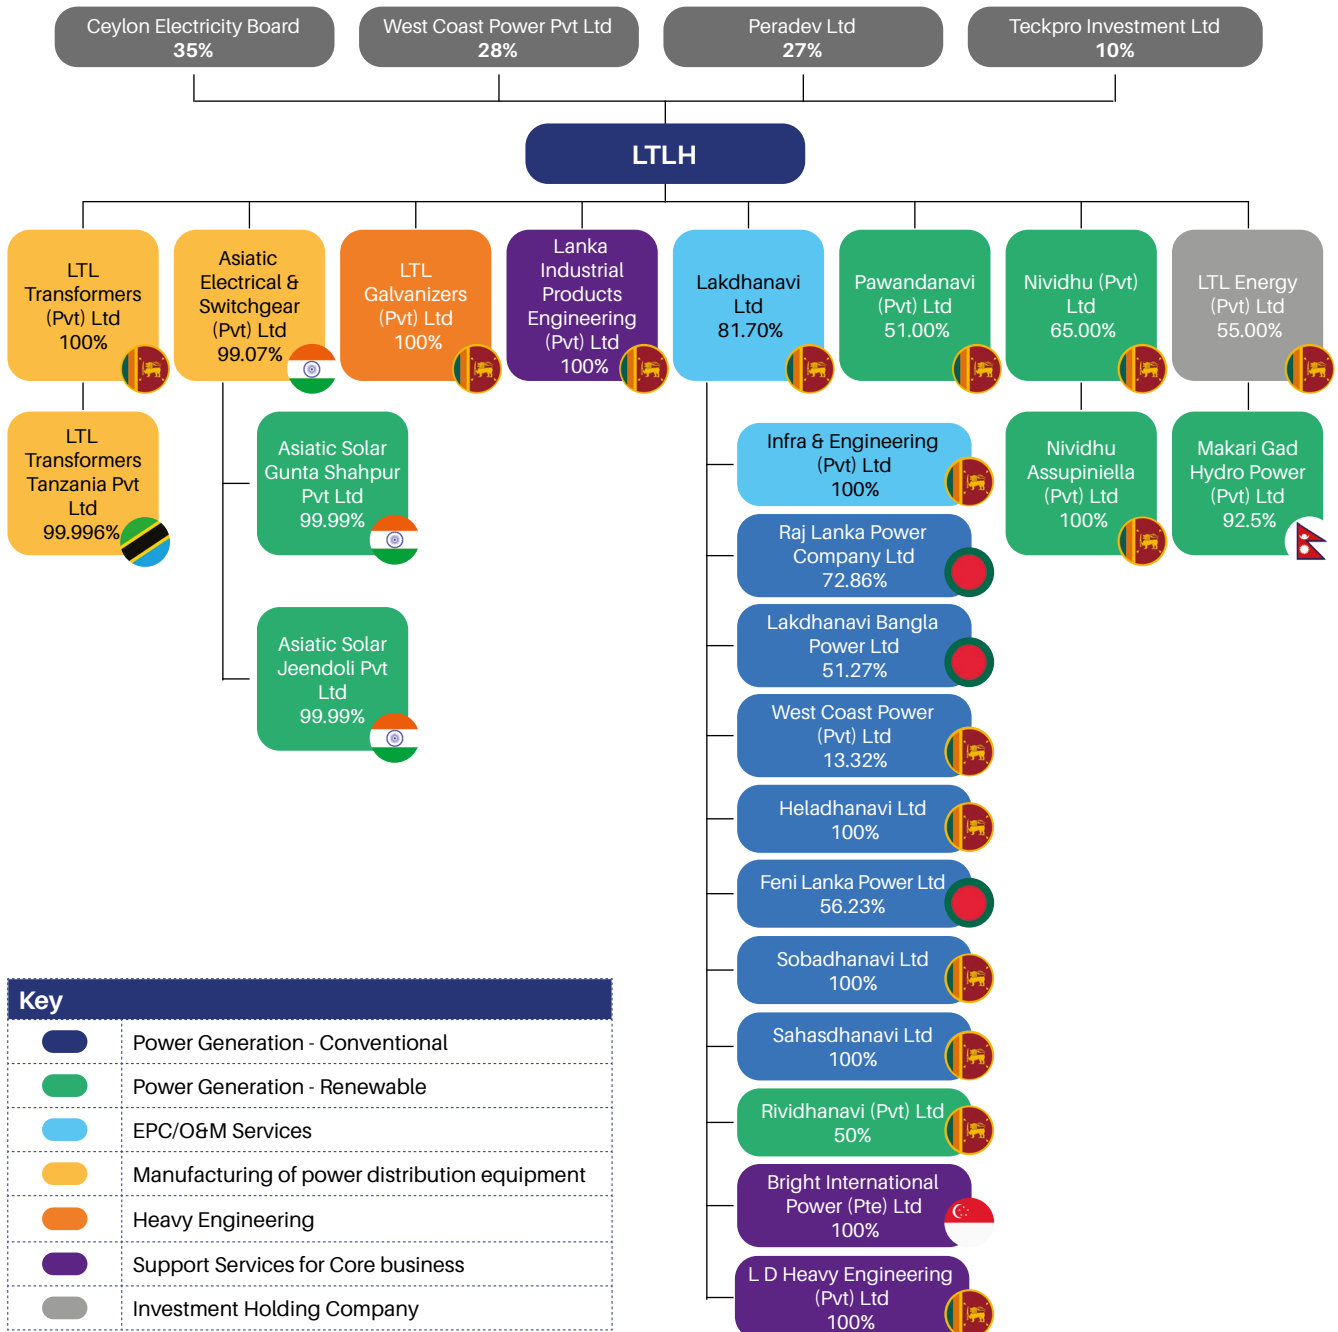 Ceylon Electricity Board
35%
West Coast Power Pvt Ltd
28%
Peradev Ltd
27%
Teckpro Investment Ltd
10%
LTLH
LTL
Transformers
(Pvt) Ltd
100%
Asiatic
Electrical &
Switchgear
(Pvt) Ltd
99.07%
LTL
Galvanizers
(Pvt) Ltd
100%
Lanka
Industrial
Products
Engineering
(Pvt) Ltd
100%
Lakdhanavi
Ltd
81.70%
Pawandanavi
(Pvt) Ltd
51.00%
Nividhu (Pvt)
Ltd
65.00%
LTL Energy
(Pvt) Ltd
55.00%
LTL
Transformers
Tanzania Pvt
Ltd
99.996%
Asiatic Solar
Gunta Shahpur
Pvt Ltd
99.99%
Asiatic Solar
Jeendoli Pvt
Ltd
99.99%
Infra & Engineering
(Pvt) Ltd
100%
Raj Lanka Power
Company Ltd
72.86%
Lakdhanavi Bangla
Power Ltd
51.27%
West Coast Power
(Pvt) Ltd
13.32%
Heladhanavi Ltd
100%
Feni Lanka Power Ltd
56.23%
Sobadhanavi Ltd
100%
Sahasdhanavi Ltd
100%
Rividhanavi (Pvt) Ltd
50%
Bright International
Power (Pte) Ltd
100%
L D Heavy Engineering
(Pvt) Ltd
100%
Nividhu
Assupiniella
(Pvt) Ltd
100%
Makari Gad
Hydro Power
(Pvt) Ltd
92.5%
Key
Power Generation - Conventional
Power Generation - Renewable
EPC/O&M Services
Manufacturing of power distribution equipment
Heavy Engineering
Support Services for Core business
Investment Holding Company